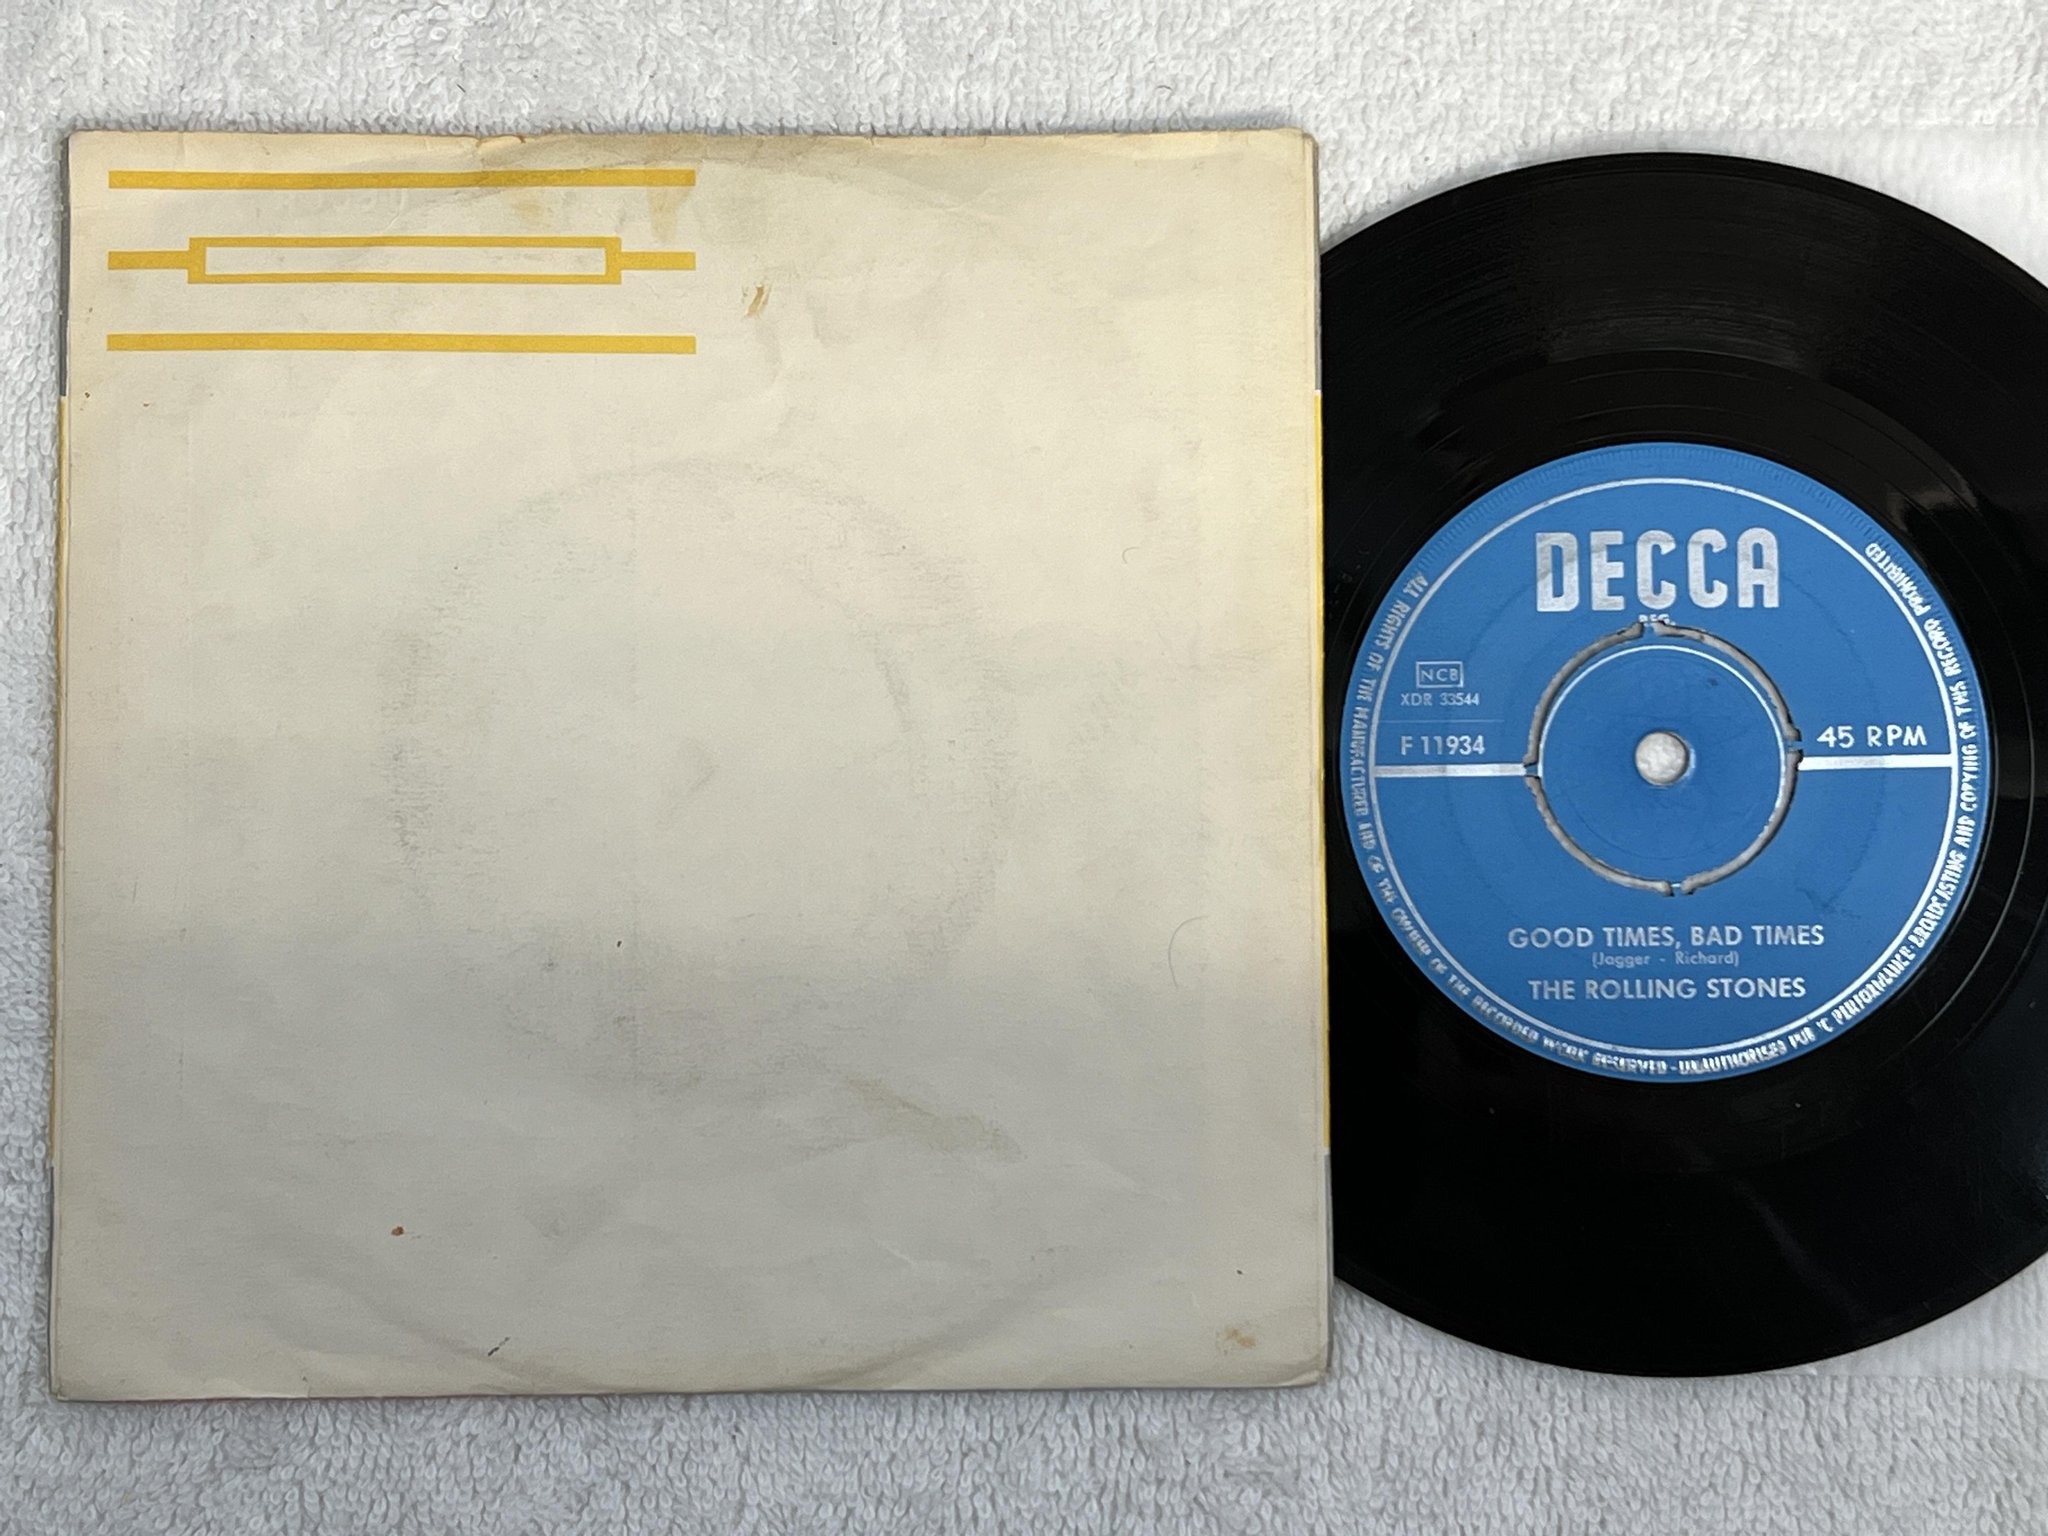 DECCA
REG.
NCB
XDR 33544
F 11934
45 RPM
GOOD TIMES, BAD TIMES
(Jagger - Richard)
THE ROLLING STONES
ALL RIGHTS OF THE MANUFACTURER AND OF THE OWNER OF THE RECORDED WORK RESERVED - UNAUTHORISED PUBLIC PERFORMANCE · BROADCASTING AND COPYING OF THIS RECORD PROHIBITED